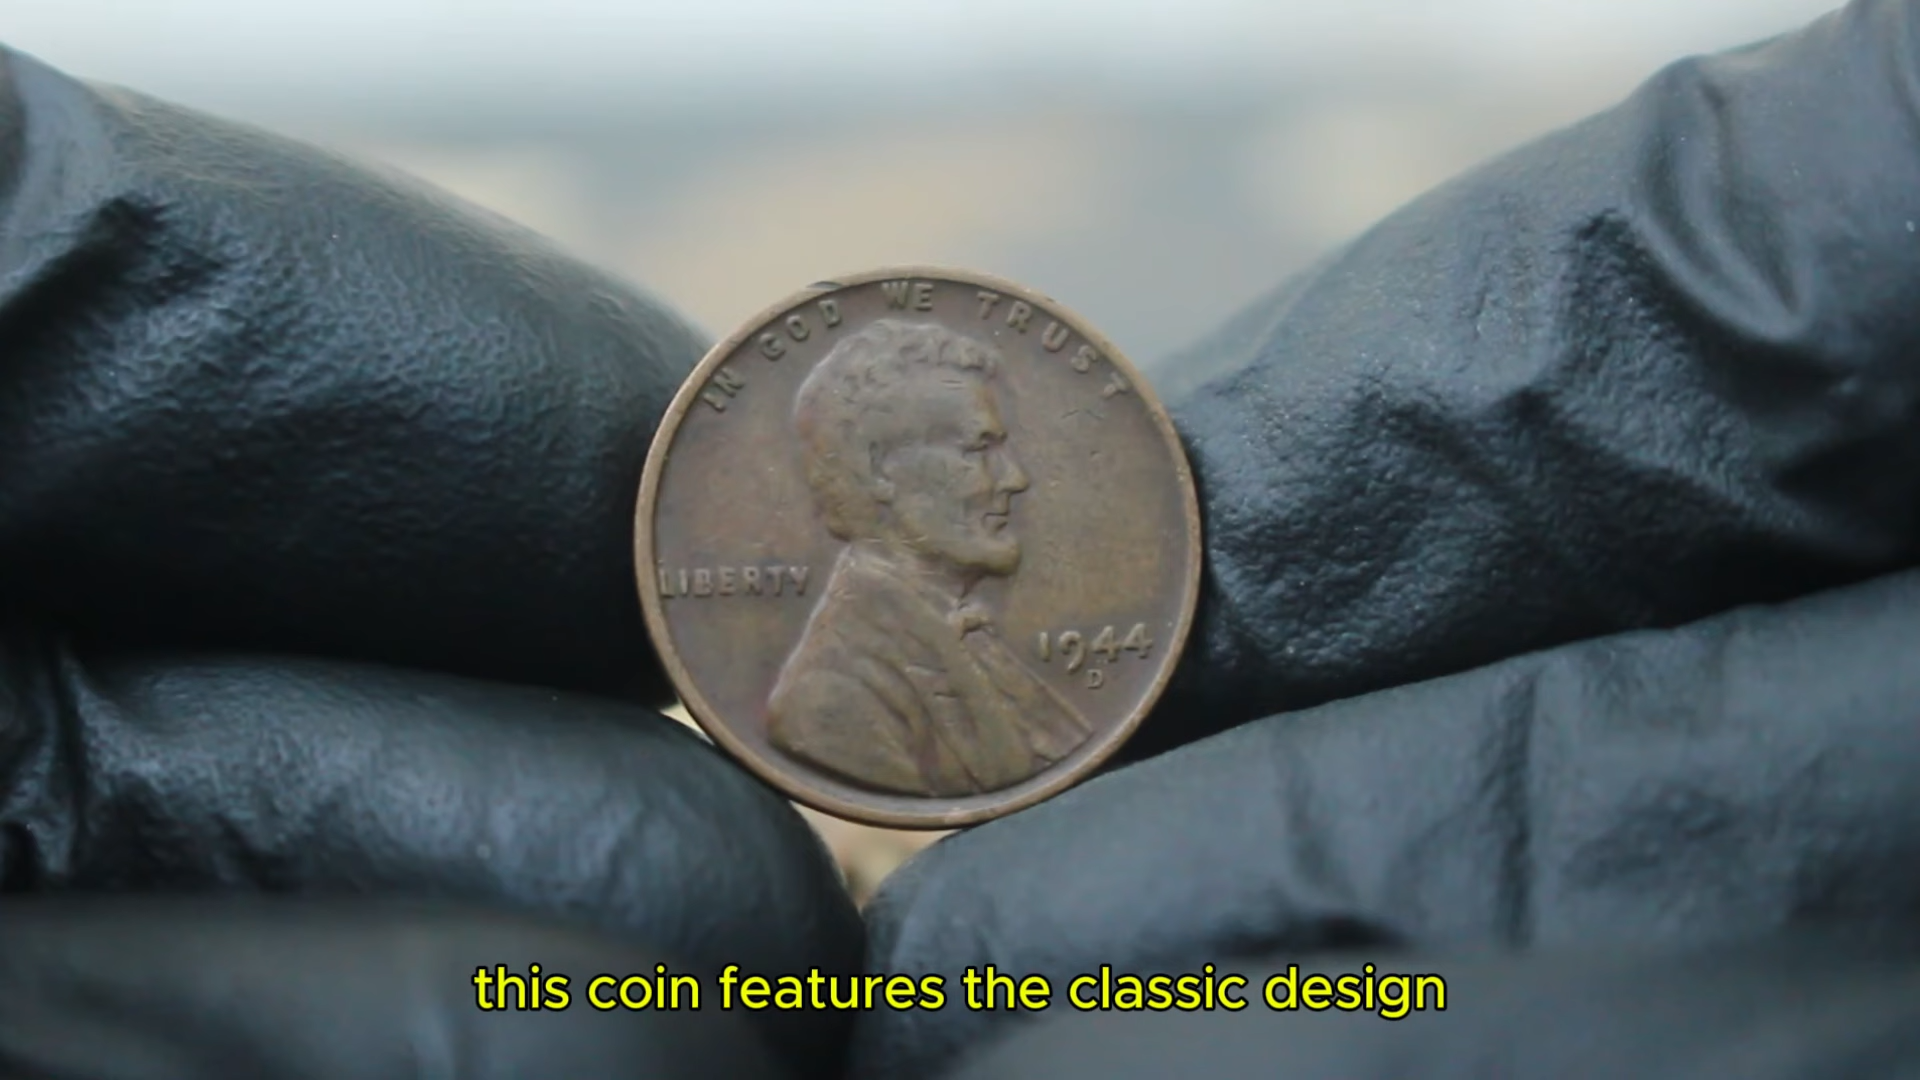 IN GOD WE TRUST
LIBERTY
1944
D
this coin features the classic design